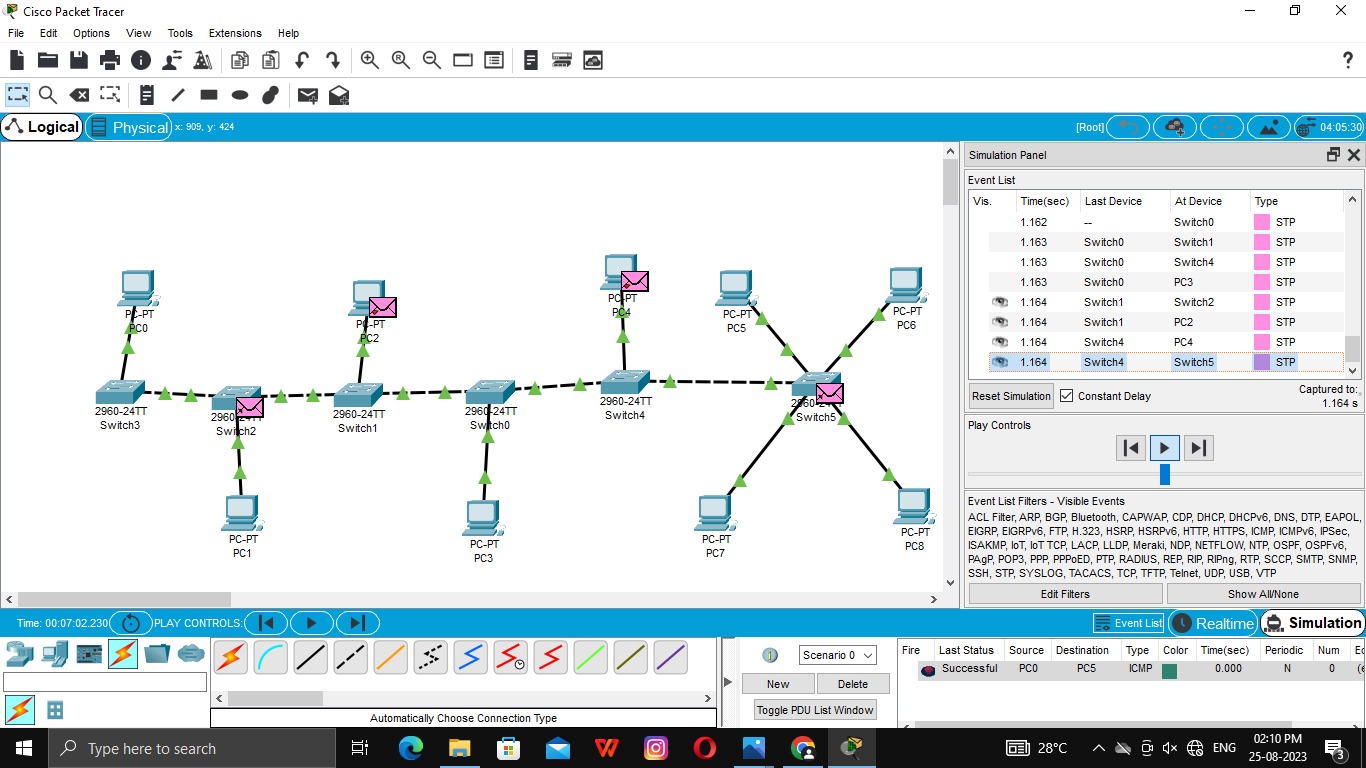 Cisco Packet Tracer
File Edit Options View Tools Extensions Help
Logical Physical x: 909, y: 424 [Root] 04:05:30
PC-PT
PC0
PC-PT
PC2
PC-PT
PC4
PC-PT
PC5
PC-PT
PC6
2960-24TT
Switch3
Switch2
2960-24TT
Switch1
2960-24TT
Switch0
2960-24TT
Switch4
Switch5
PC-PT
PC1
PC-PT
PC3
PC-PT
PC7
PC-PT
PC8
Simulation Panel
Event List
Vis. Time(sec) Last Device At Device Type
1.162 -- Switch0 STP
1.163 Switch0 Switch1 STP
1.163 Switch0 Switch4 STP
1.163 Switch0 PC3 STP
1.164 Switch1 Switch2 STP
1.164 Switch1 PC2 STP
1.164 Switch4 PC4 STP
1.164 Switch4 Switch5 STP
Reset Simulation Constant Delay Captured to:
1.164 s
Play Controls
Event List Filters - Visible Events
ACL Filter, ARP, BGP, Bluetooth, CAPWAP, CDP, DHCP, DHCPv6, DNS, DTP, EAPOL,
EIGRP, EIGRPv6, FTP, H.323, HSRP, HSRPv6, HTTP, HTTPS, ICMP, ICMPv6, IPSec,
ISAKMP, IoT, IoT TCP, LACP, LLDP, Meraki, NDP, NETFLOW, NTP, OSPF, OSPFv6,
PAgP, POP3, PPP, PPPoED, PTP, RADIUS, REP, RIP, RIPng, RTP, SCCP, SMTP, SNMP,
SSH, STP, SYSLOG, TACACS, TCP, TFTP, Telnet, UDP, USB, VTP
Edit Filters Show All/None
Time: 00:07:02.230 PLAY CONTROLS: Event List Realtime Simulation
Automatically Choose Connection Type
Scenario 0
New Delete
Toggle PDU List Window
Fire Last Status Source Destination Type Color Time(sec) Periodic Num
Successful PC0 PC5 ICMP 0.000 N 0
Type here to search
28°C ENG 02:10 PM
25-08-2023
3